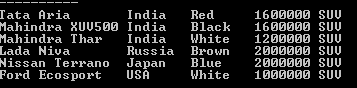 ----------
Tata Aria      India   Red     1600000 SUV
Mahindra XUV500 India   Black   1600000 SUV
Mahindra Thar   India   White   1200000 SUV
Lada Niva       Russia  Brown   2000000 SUV
Nissan Terrano  Japan   Blue    2000000 SUV
Ford Ecosport   USA     White   1000000 SUV